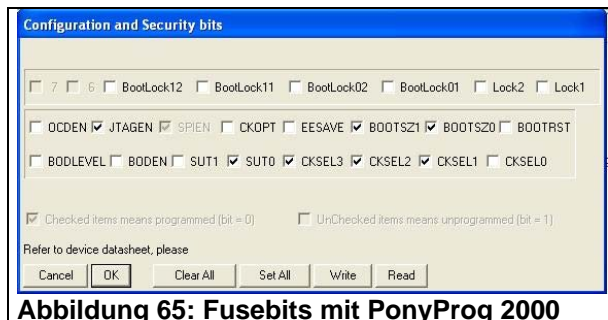 Configuration and Security bits
7 6 BootLock12 BootLock11 BootLock02 BootLock01 Lock2 Lock1
OCDEN JTAGEN SPIEN CKOPT EESAVE BOOTSZ1 BOOTSZ0 BOOTRST
BODLEVEL BODEN SUT1 SUT0 CKSEL3 CKSEL2 CKSEL1 CKSEL0
Checked items means programmed (bit = 0) UnChecked items means unprogrammed (bit = 1)
Refer to device datasheet, please
Cancel OK Clear All Set All Write Read
Abbildung 65: Fusebits mit PonyProg 2000